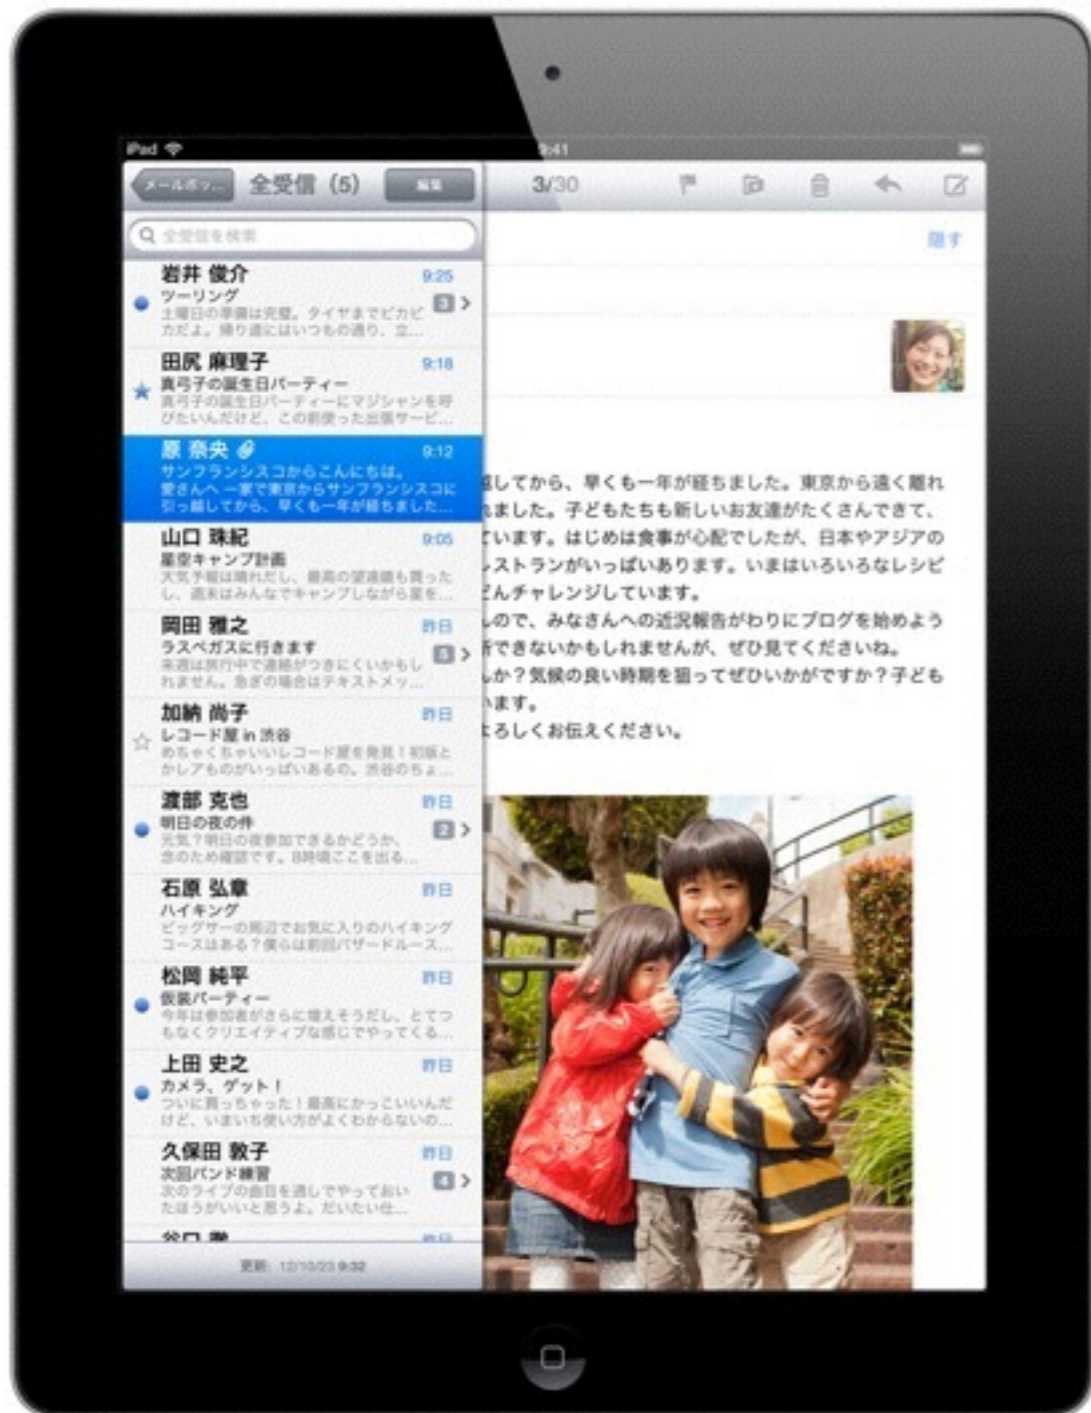 iPad
9:41
メールボッ... 全受信 (5) 編集
3/30
全受信を検索
隠す
岩井 俊介 9:25
ツーリング 3
土曜日の準備は完璧。タイヤまでピカピ
カだよ。帰り道にはいつもの通り、立...
田尻 麻理子 9:18
真弓子の誕生日パーティー
真弓子の誕生日パーティーにマジシャンを呼
びたいんだけど、この前使った出張サービ...
原 奈央 9:12
サンフランシスコからこんにちは。
愛さんへ 一家で東京からサンフランシスコに
引っ越してから、早くも一年が経ちました...
山口 珠紀 9:05
星空キャンプ計画
天気予報は晴れだし、最高の望遠鏡も買った
し、週末はみんなでキャンプしながら星を...
岡田 雅之 昨日
ラスベガスに行きます 5
来週は旅行中で連絡がつきにくいかもし
れません。急ぎの場合はテキストメッ...
加納 尚子 昨日
レコード屋 in 渋谷
めちゃくちゃいいレコード屋を発見！初版と
かレアものがいっぱいあるの。渋谷のちょ...
渡部 克也 昨日
明日の夜の件 2
元気？明日の夜参加できるかどうか、
念のため確認です。8時頃ここを出る...
石原 弘章 昨日
ハイキング
ビッグサーの周辺でお気に入りのハイキング
コースはある？僕らは前回バザードルース...
松岡 純平 昨日
仮装パーティー
今年は参加者がさらに増えそうだし、とてつ
もなくクリエイティブな感じでやってくる...
上田 史之 昨日
カメラ、ゲット！
ついに買っちゃった！最高にかっこいいんだ
けど、いまいち使い方がよくわからないの...
久保田 敦子 昨日
次回バンド練習 4
次のライブの曲目を通しでやっておい
たほうがいいと思うよ。だいたい仕...
更新: 12/10/23 9:32
越してから、早くも一年が経ちました。東京から遠く離れ
れました。子どもたちも新しいお友達がたくさんできて、
ています。はじめは食事が心配でしたが、日本やアジアの
レストランがいっぱいあります。いまはいろいろなレシピ
どんチャレンジしています。
んので、みなさんへの近況報告がわりにブログを始めよう
新できないかもしれませんが、ぜひ見てくださいね。
んか？気候の良い時期を狙ってぜひいかがですか？子ども
います。
よろしくお伝えください。